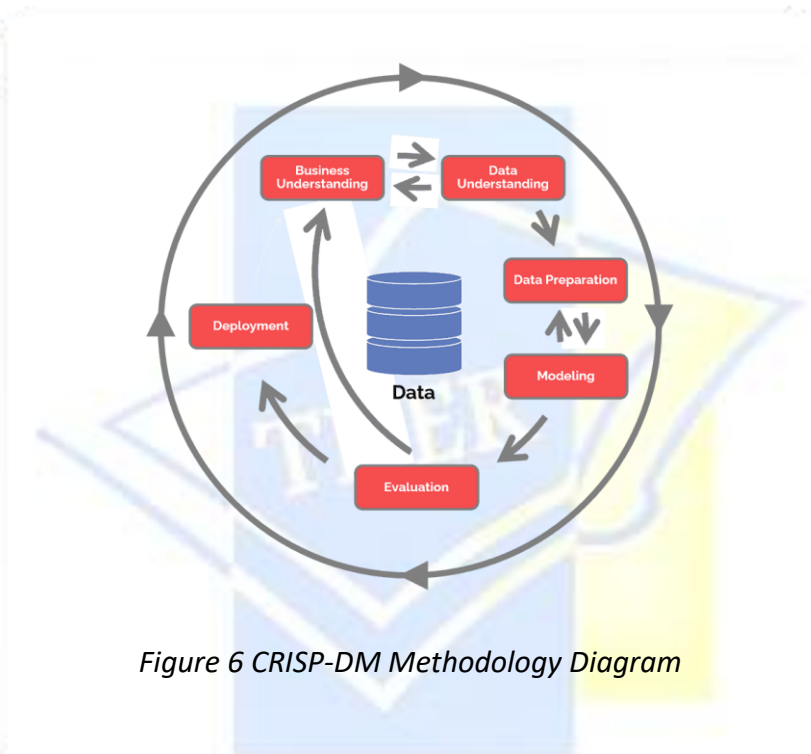 Business
Understanding
Data
Understanding
Data Preparation
Deployment
Modeling
Data
Evaluation
Figure 6 CRISP-DM Methodology Diagram